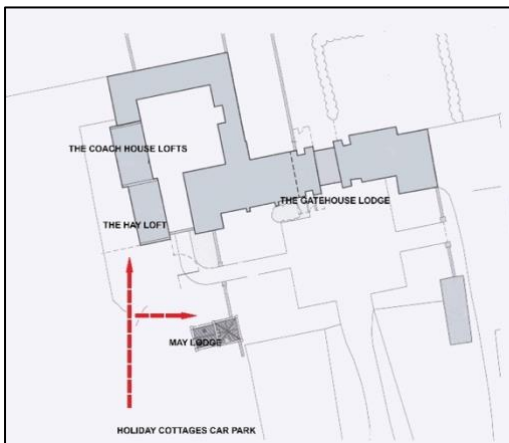 THE COACH HOUSE LOFTS
THE GATEHOUSE LODGE
THE HAY LOFT
MAY LODGE
HOLIDAY COTTAGES CAR PARK